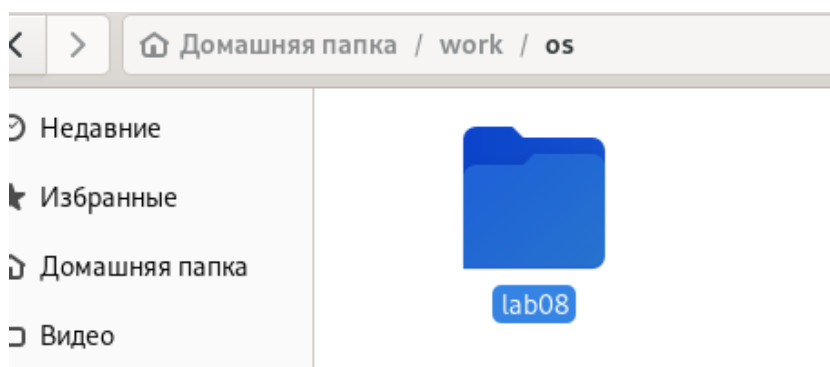 Домашняя папка / work / os
Недавние
Избранные
Домашняя папка
Видео
lab08